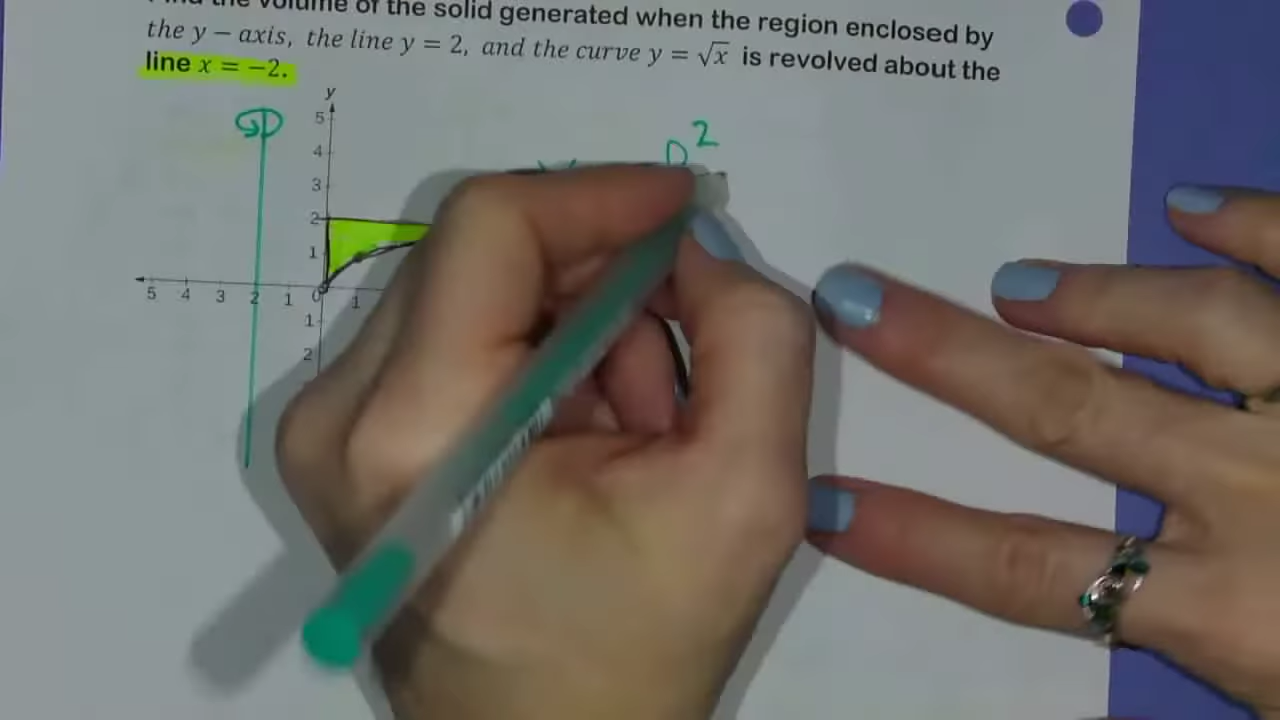 the volume of the solid generated when the region enclosed by
the y − axis, the line y = 2, and the curve y = √x is revolved about the
line x = −2.
y
5
4
3
2
1
5 4 3 2 1 0 1
1
2
2